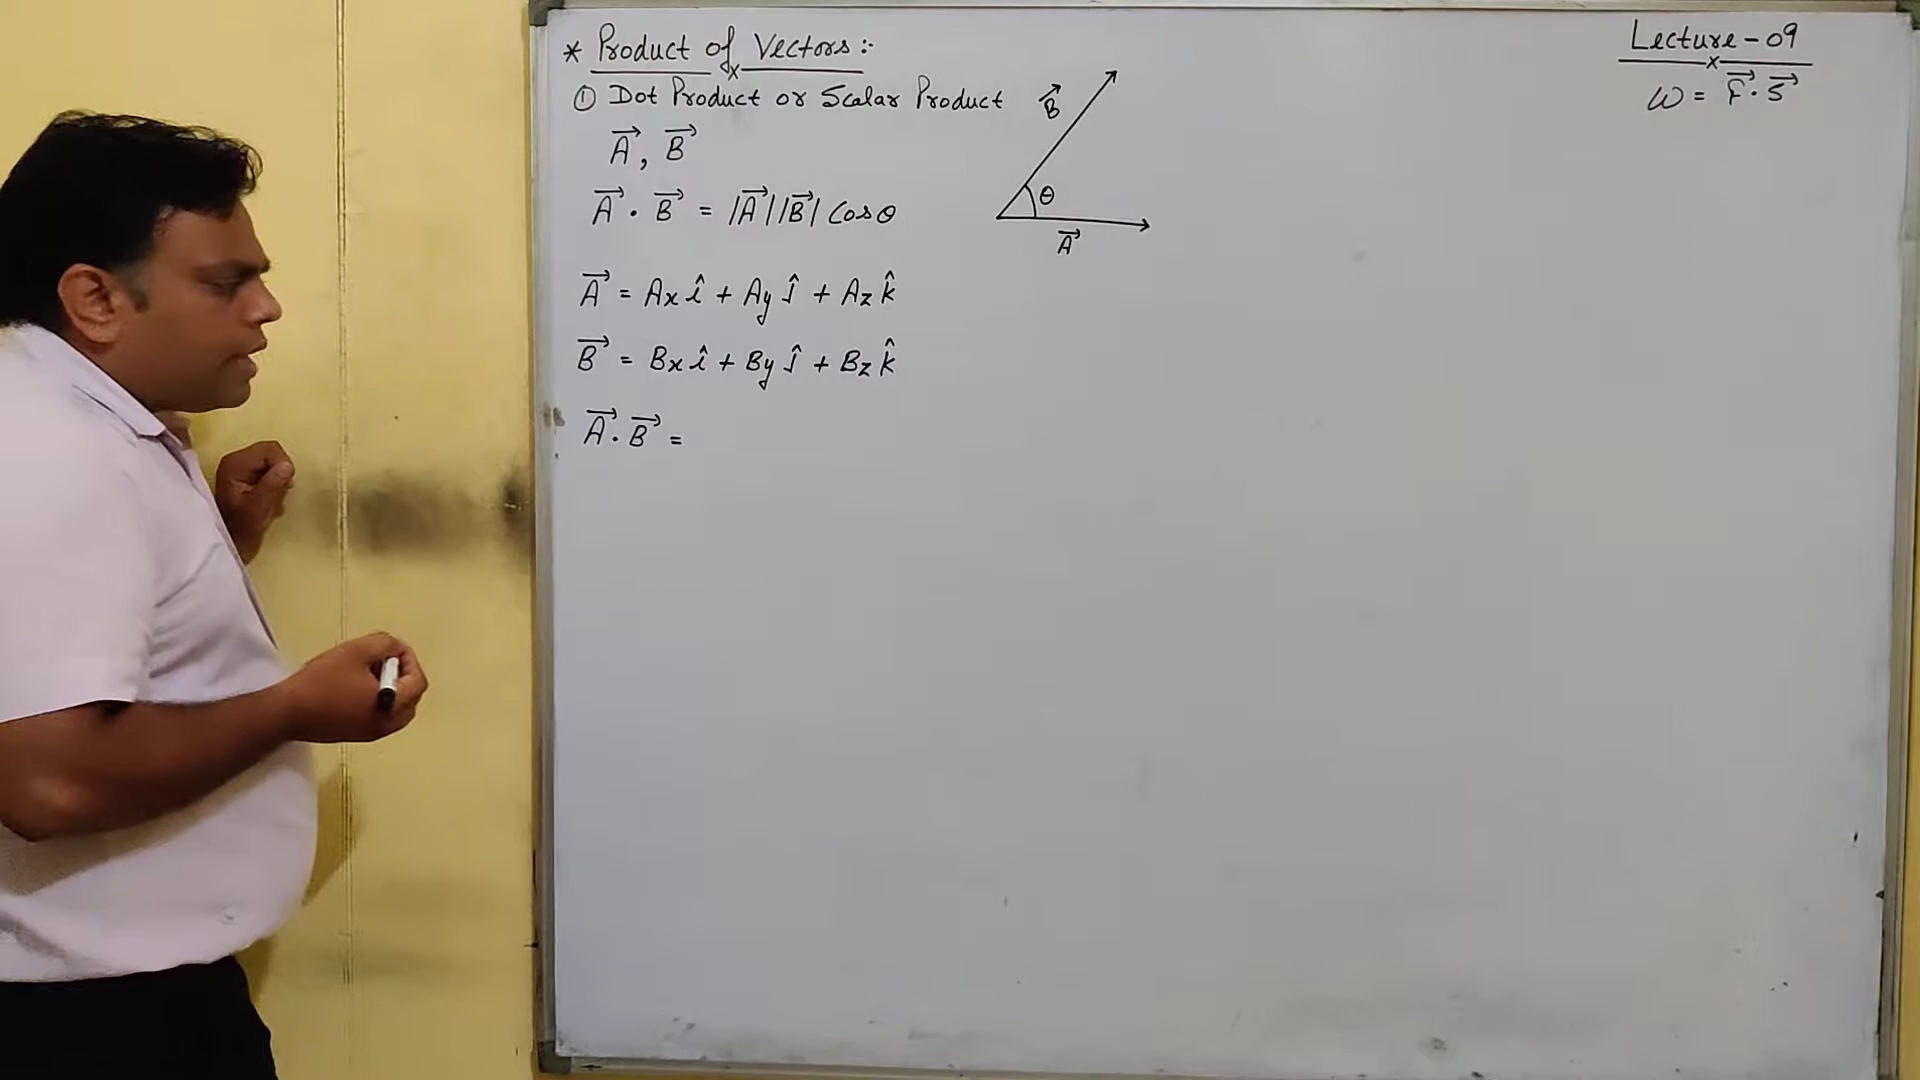 * Product of Vectors :-
① Dot Product or Scalar Product
A⃗, B⃗
A⃗ · B⃗ = |A⃗||B⃗| Cosθ
A⃗ = Ax î + Ay ĵ + Az k̂
B⃗ = Bx î + By ĵ + Bz k̂
A⃗ · B⃗ =
B⃗
θ
A⃗
Lecture - 09
W = F⃗ · S⃗